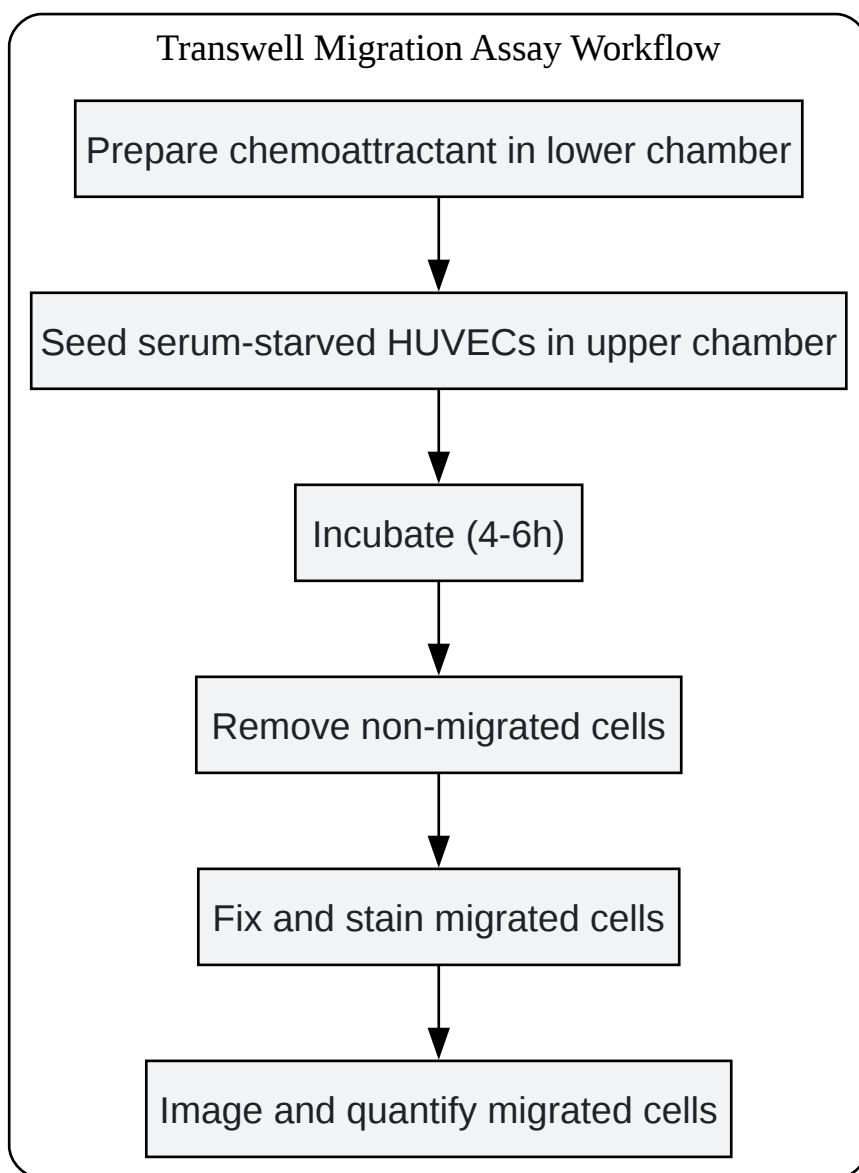 Transwell Migration Assay Workflow
Prepare chemoattractant in lower chamber
Seed serum-starved HUVECs in upper chamber
Incubate (4-6h)
Remove non-migrated cells
Fix and stain migrated cells
Image and quantify migrated cells